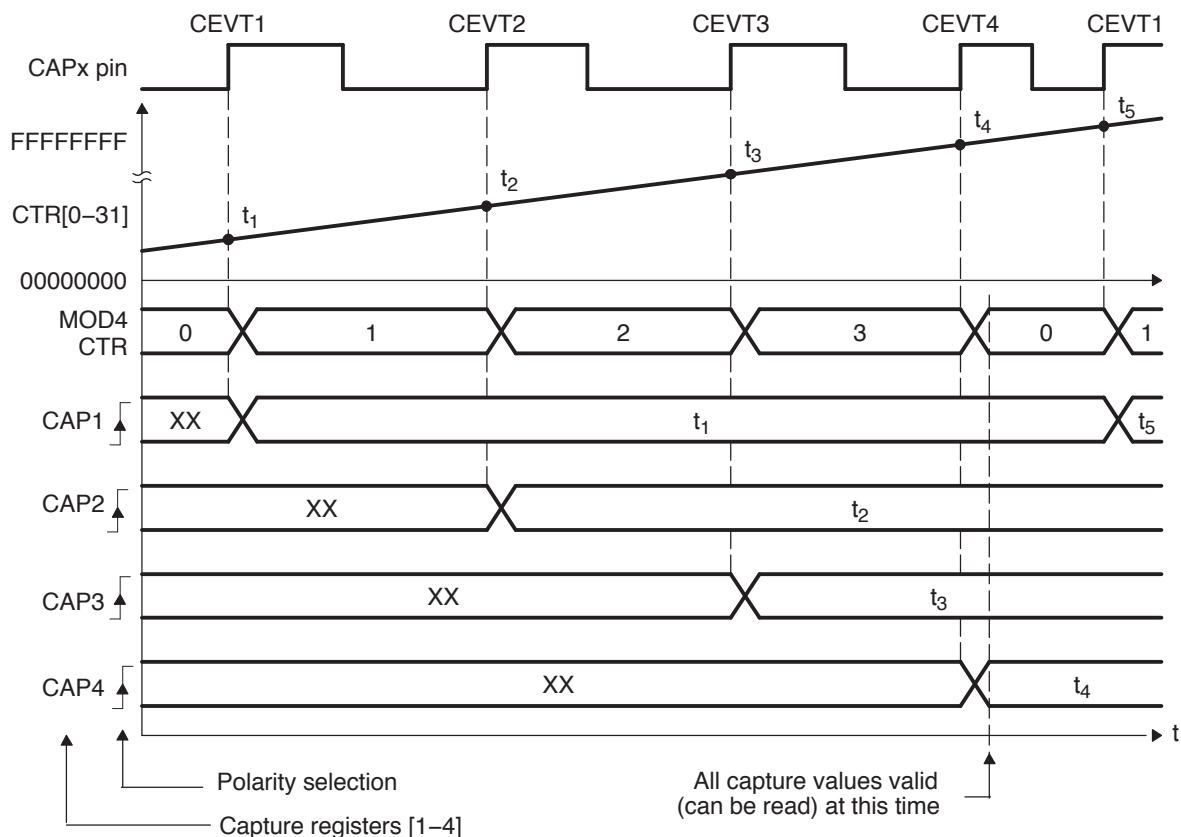 CEVT1 CEVT2 CEVT3 CEVT4 CEVT1
CAPx pin
FFFFFFFF
CTR[0–31]
00000000
t1 t2 t3 t4 t5
MOD4
CTR
0 1 2 3 0 1
CAP1 XX t1 t5
CAP2 XX t2
CAP3 XX t3
CAP4 XX t4
t
Polarity selection
Capture registers [1–4]
All capture values valid
(can be read) at this time